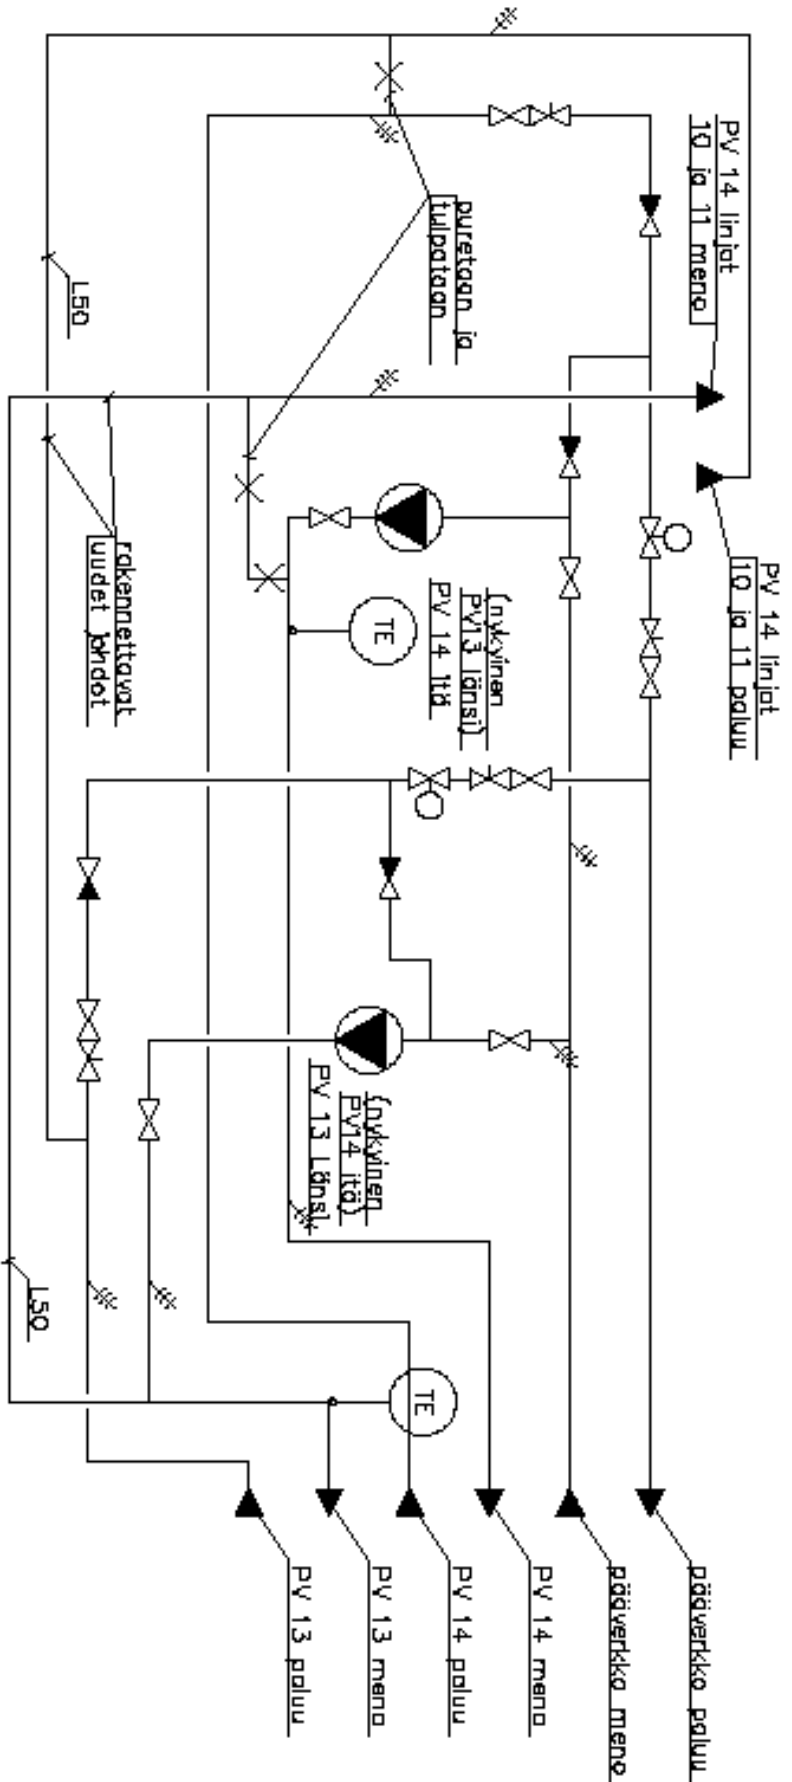 PV 14 linjat
10 ja 11 meno
PV 14 linjat
10 ja 11 paluu
puretaan ja
tulpataan
L50
rakennettavat
uudet johdot
TE
(nykyinen
PV13 länsi)
PV 14 Itä
(nykyinen
PV14 itä)
PV 13 Länsi
L50
TE
pääverkko paluu
pääverkko meno
PV 14 meno
PV 14 paluu
PV 13 meno
PV 13 paluu